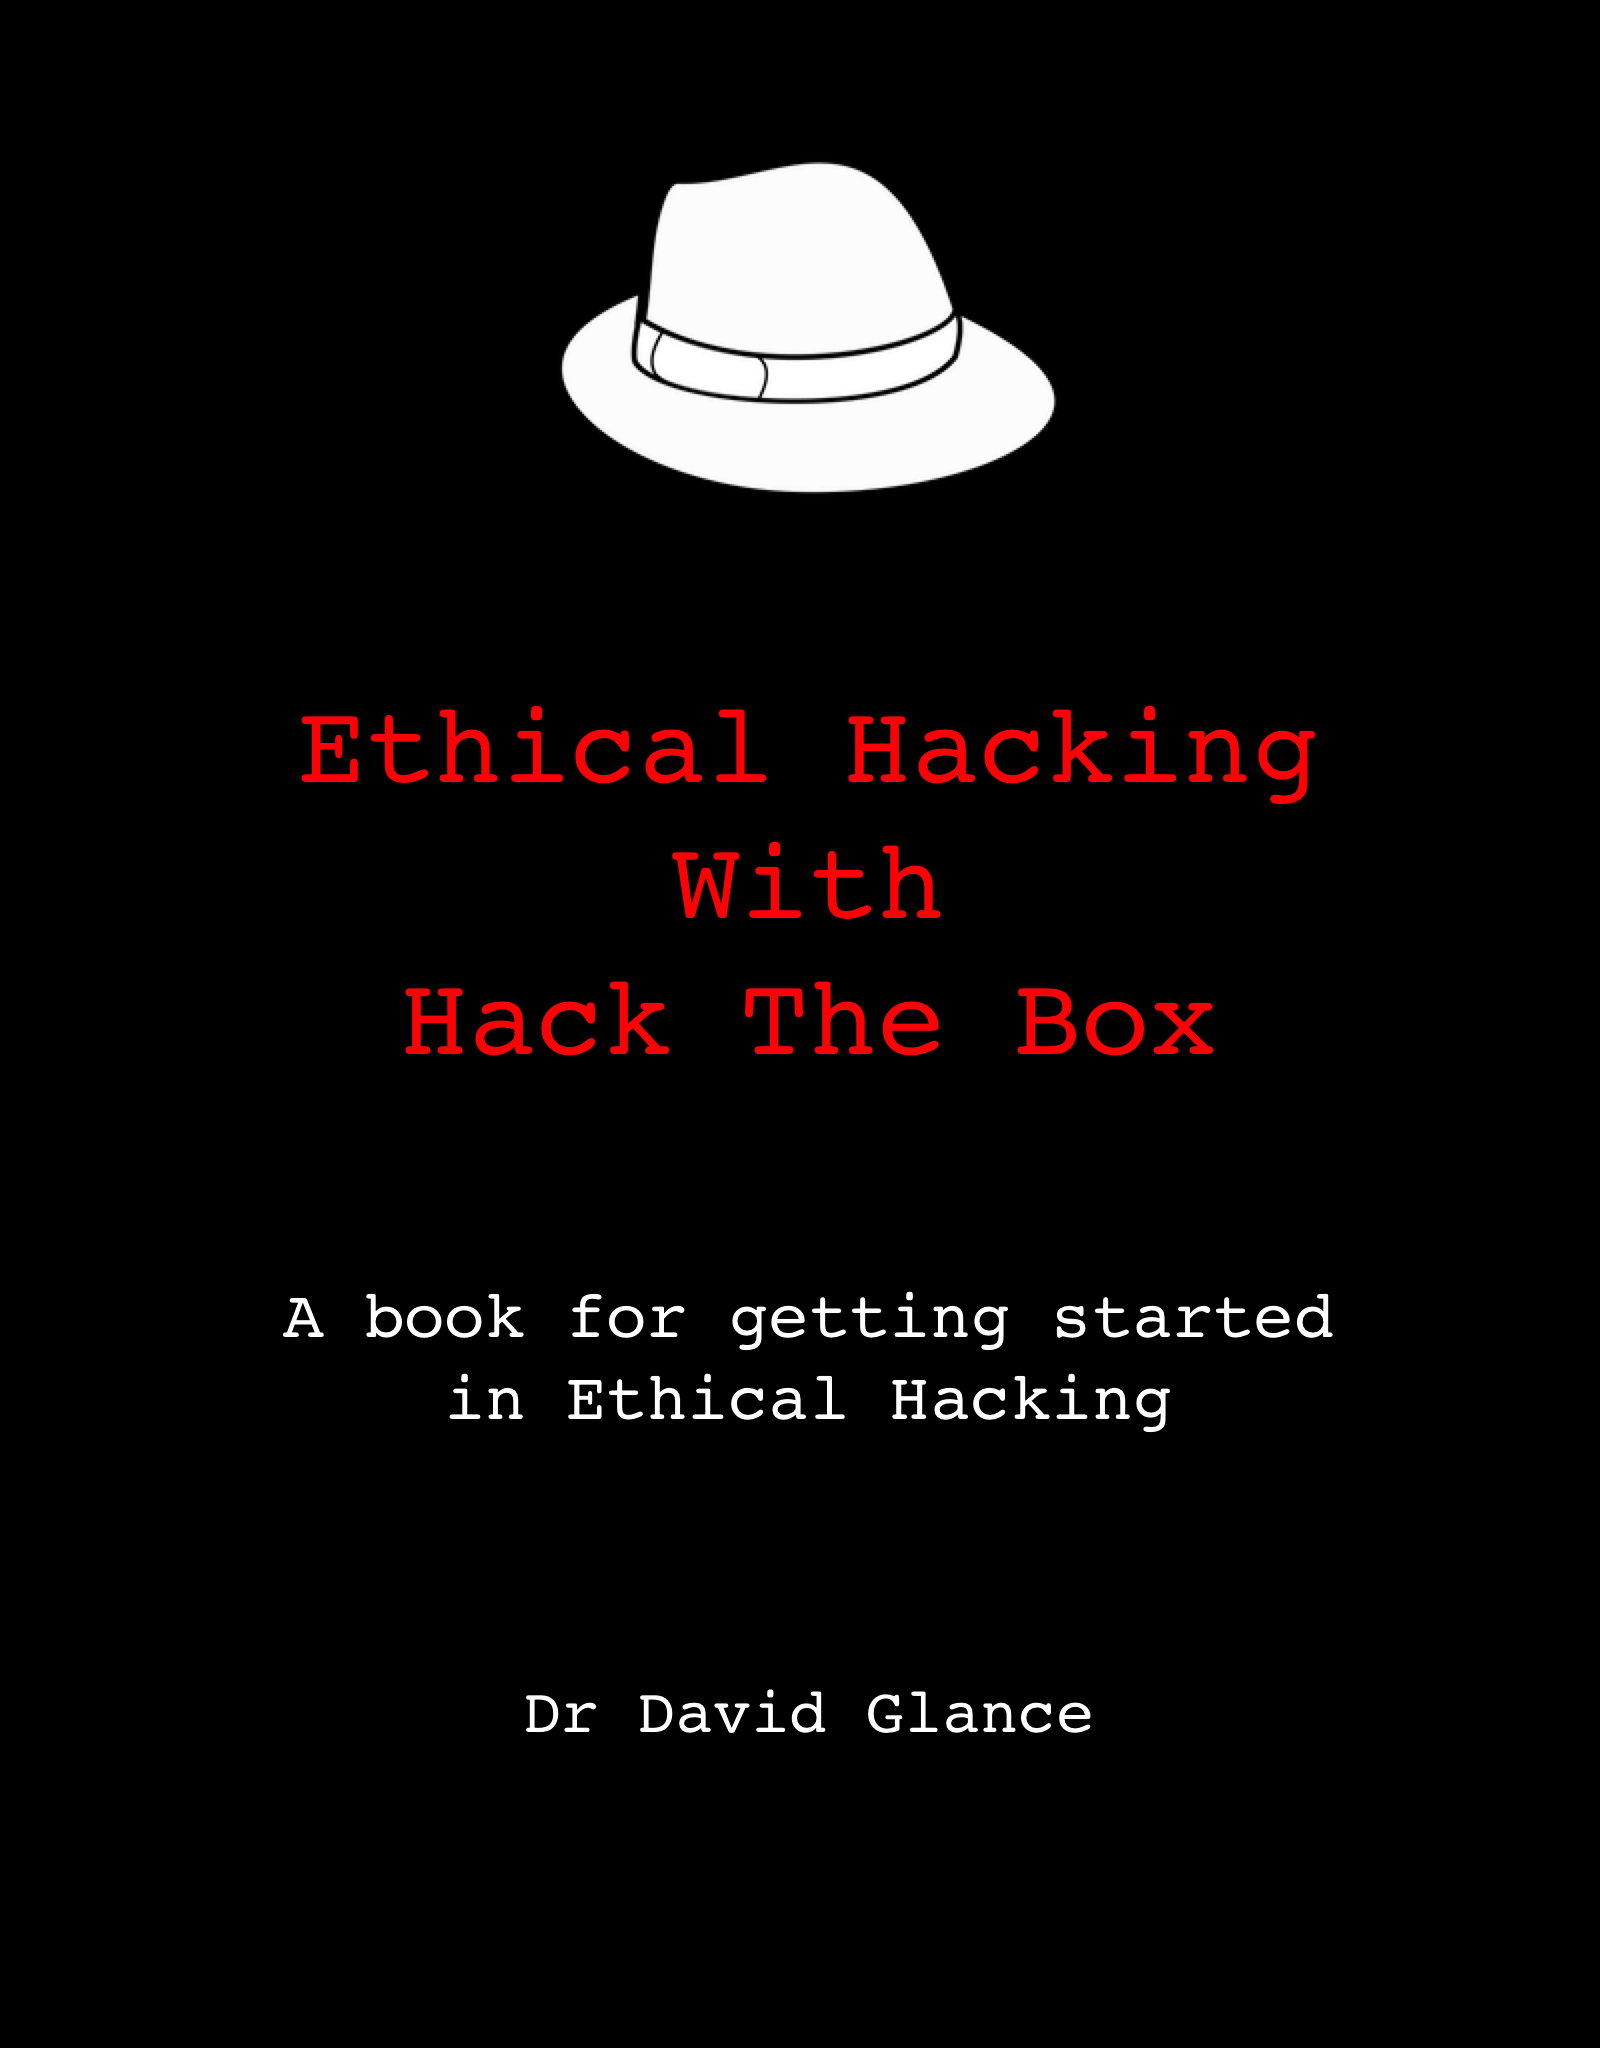 Ethical Hacking
With
Hack The Box
A book for getting started
in Ethical Hacking
Dr David Glance